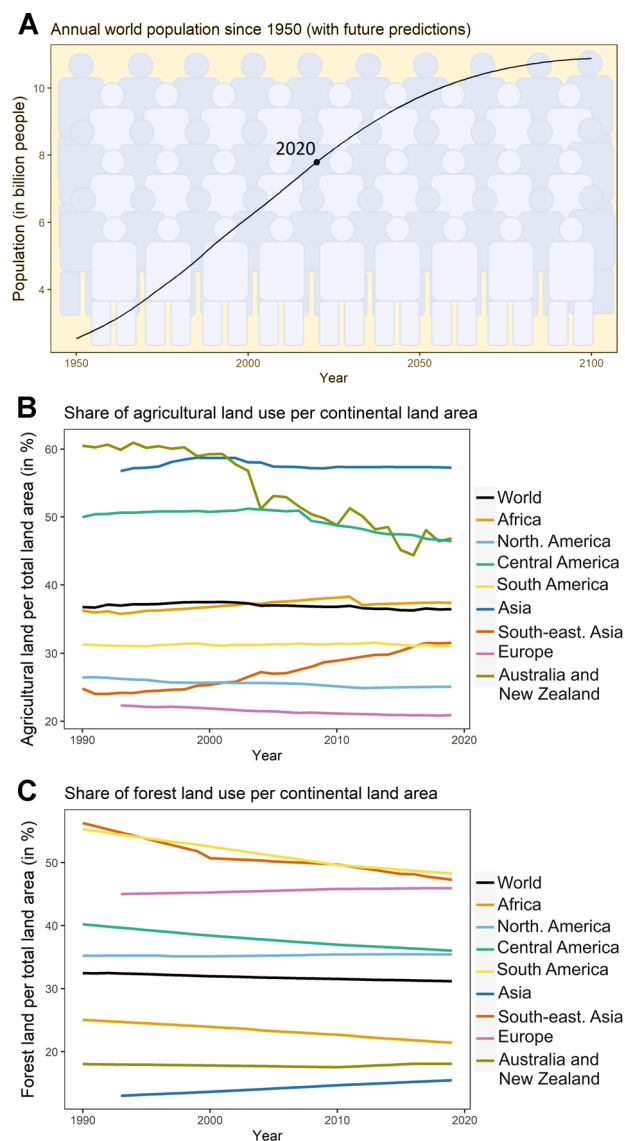 A
Annual world population since 1950 (with future predictions)
Population (in billion people)
10
8
6
4
2020
1950
2000
2050
2100
Year
B
Share of agricultural land use per continental land area
Agricultural land per total land area (in %)
60
50
40
30
20
1990
2000
2010
2020
Year
World
Africa
North. America
Central America
South America
Asia
South-east. Asia
Europe
Australia and
New Zealand
C
Share of forest land use per continental land area
Forest land per total land area (in %)
50
40
30
20
1990
2000
2010
2020
Year
World
Africa
North. America
Central America
South America
Asia
South-east. Asia
Europe
Australia and
New Zealand